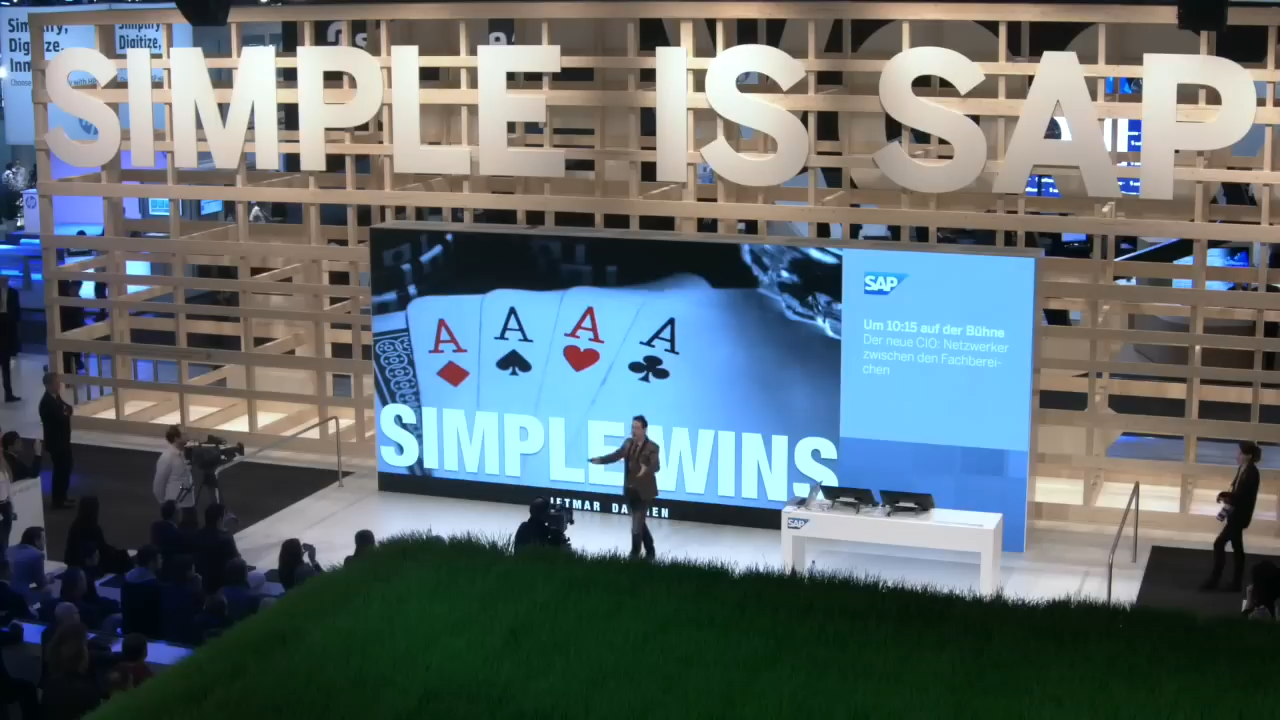 Simplify,
Digitize,
Inn
Simplify
Digitize,
SIMPLE IS SAP
hp
A A A A
SAP
Um 10:15 auf der Bühne
Der neue CIO: Netzwerker
zwischen den Fachberei-
chen
SIMPLE WINS
SAP